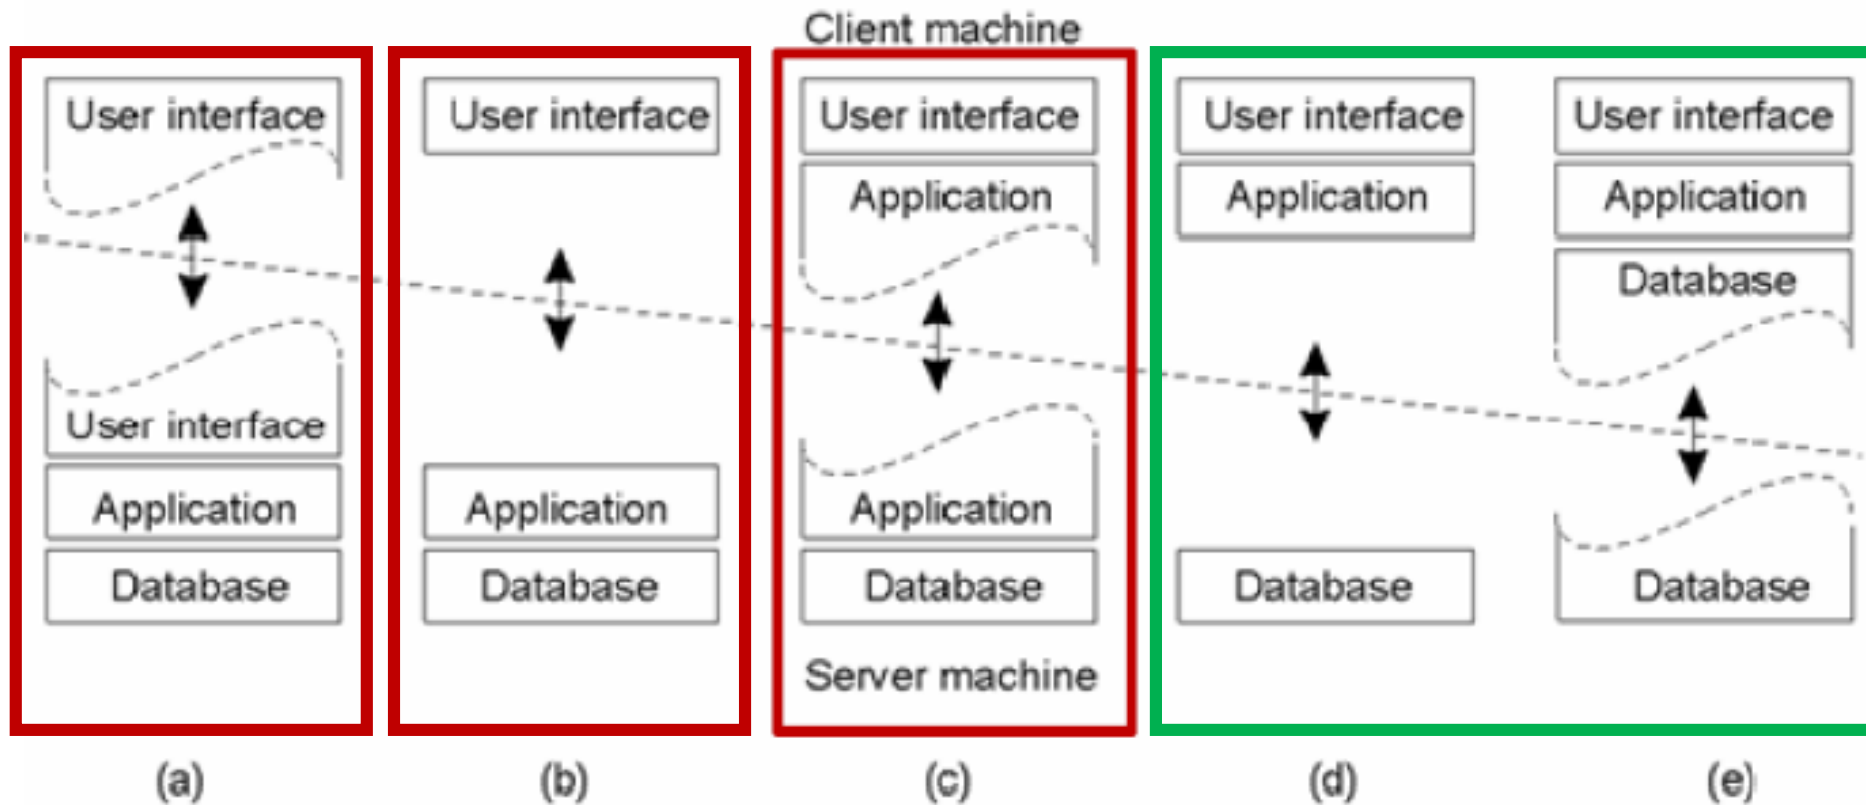 Client machine
User interface
User interface
User interface
User interface
User interface
Application
Application
Application
Database
User interface
Application
Application
Application
Database
Database
Database
Database
Database
Server machine
(a)
(b)
(c)
(d)
(e)